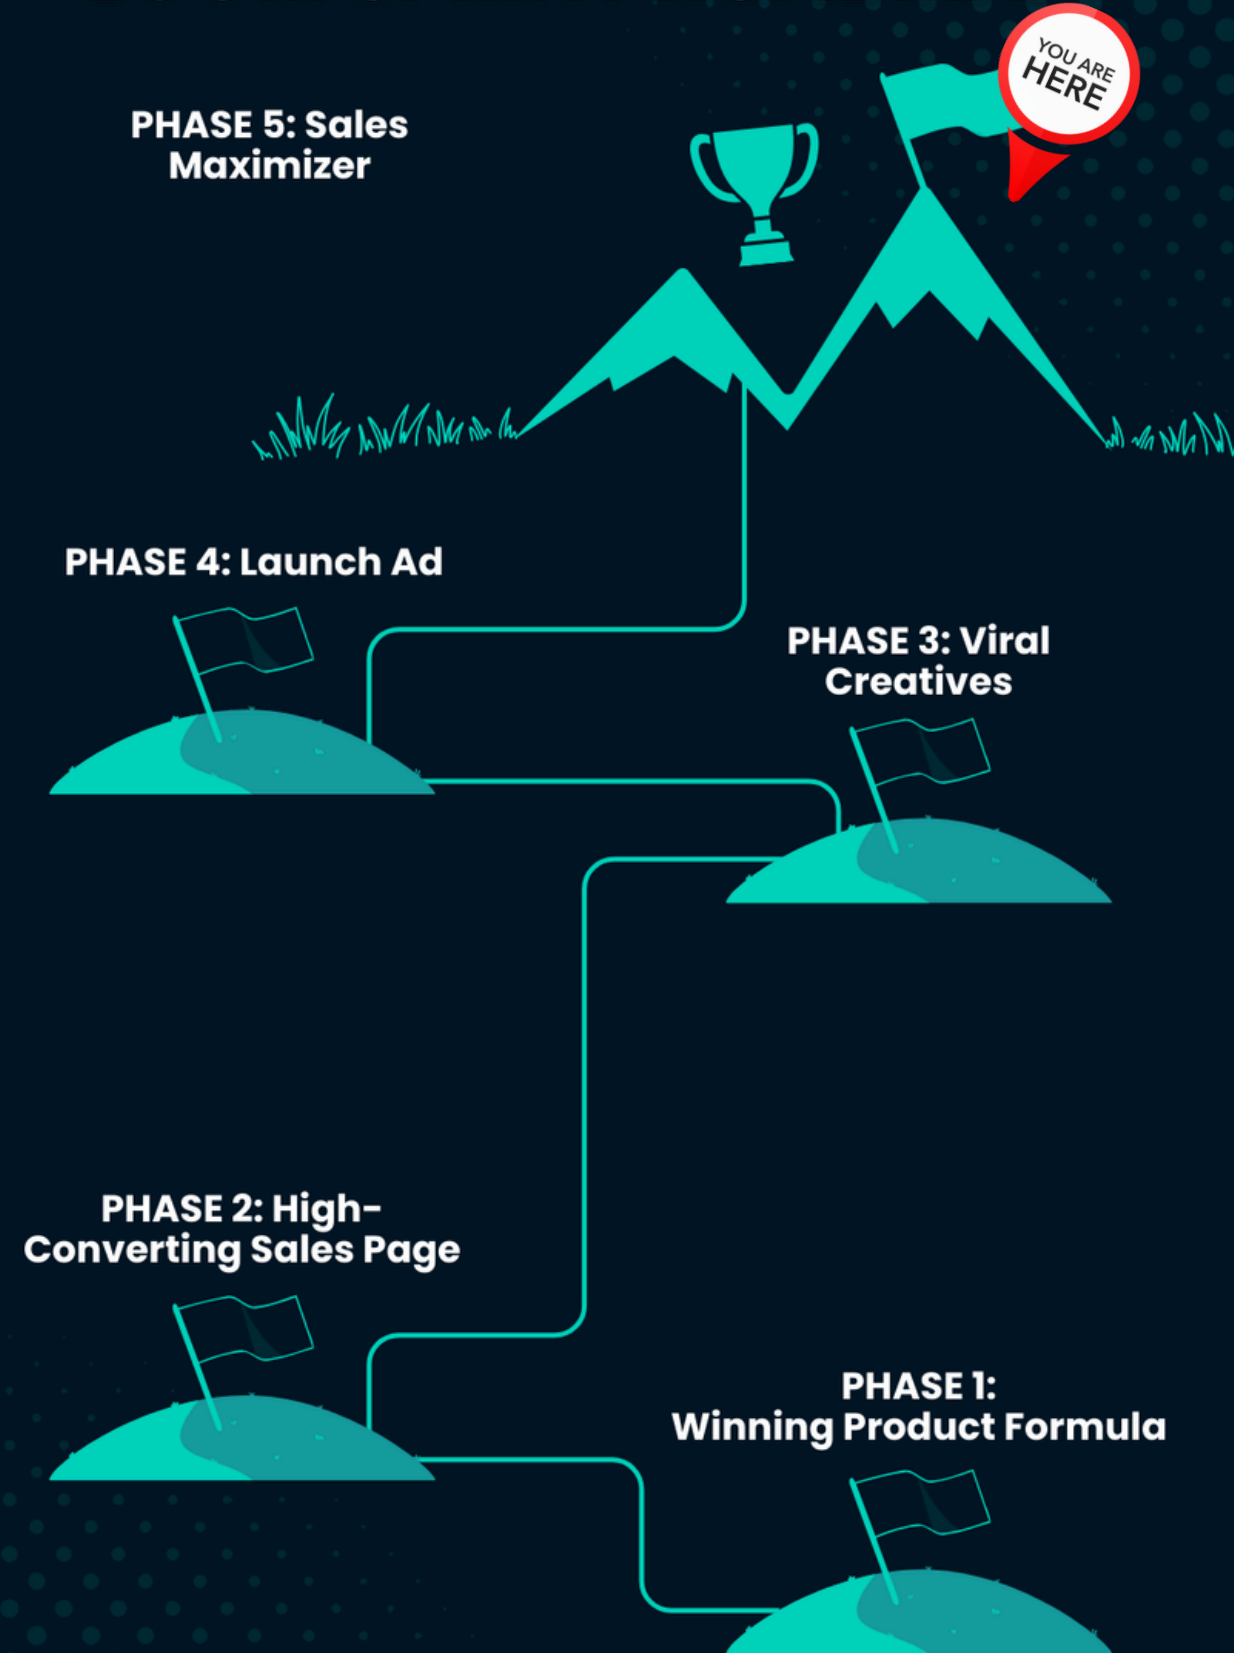 YOU ARE
HERE
PHASE 5: Sales
Maximizer
PHASE 4: Launch Ad
PHASE 3: Viral
Creatives
PHASE 2: High-
Converting Sales Page
PHASE 1:
Winning Product Formula